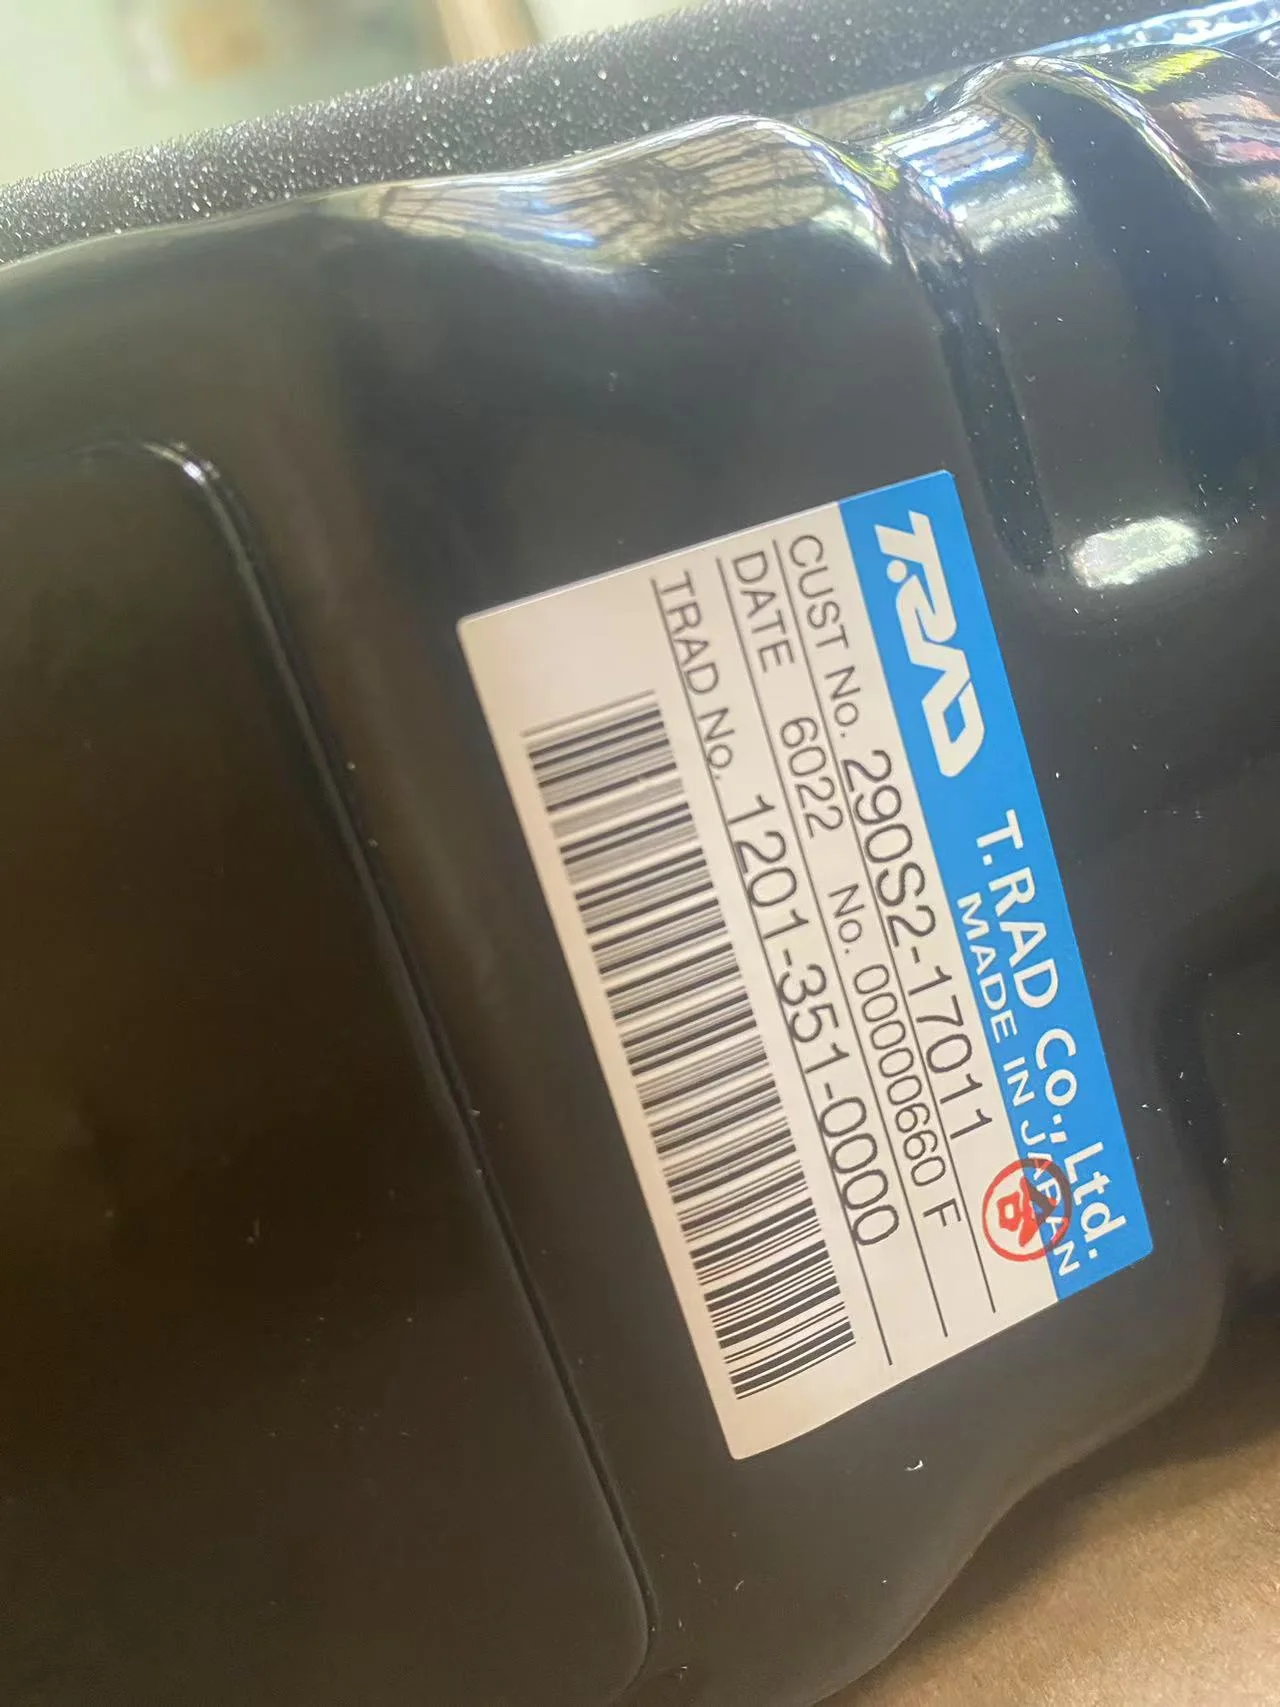 T.RAD T.RAD Co., Ltd.
MADE IN JAPAN
CUST No. 290S2-17011
DATE 6022 No. 0000660 F
TRAD No. 1201-351-0000